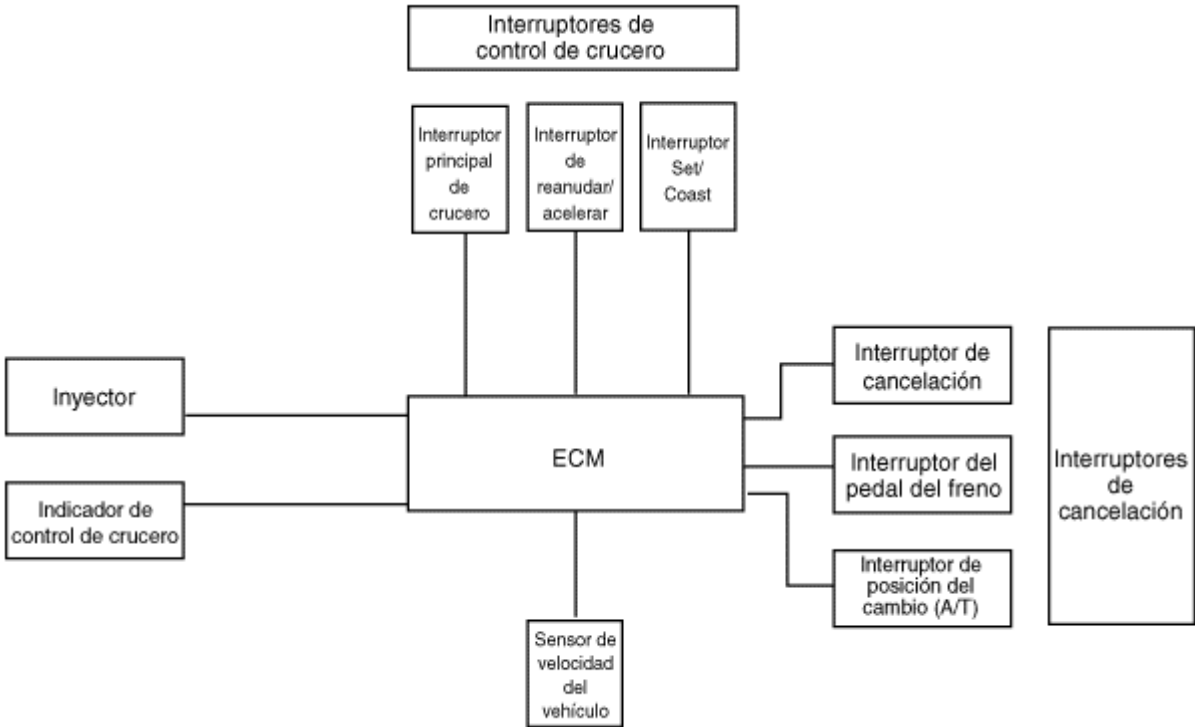 Interruptores de
control de crucero
Interruptor
principal
de
crucero
Interruptor
de
reanudar/
acelerar
Interruptor
Set/
Coast
Inyector
Indicador de
control de crucero
ECM
Interruptor de
cancelación
Interruptor del
pedal del freno
Interruptor de
posición del
cambio (A/T)
Interruptores
de
cancelación
Sensor de
velocidad
del
vehículo